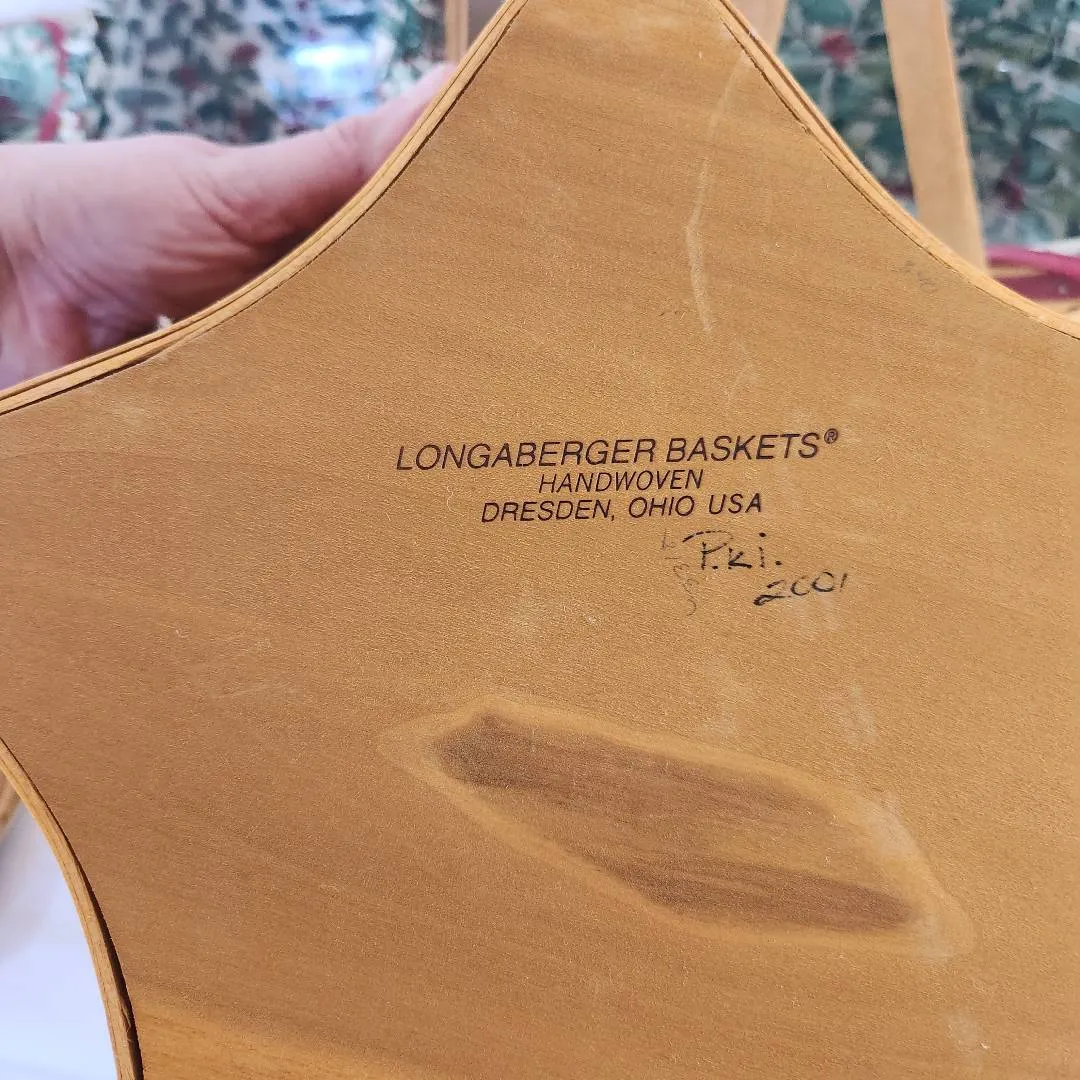 LONGABERGER BASKETS®
HANDWOVEN
DRESDEN, OHIO USA
P.ki.
2001